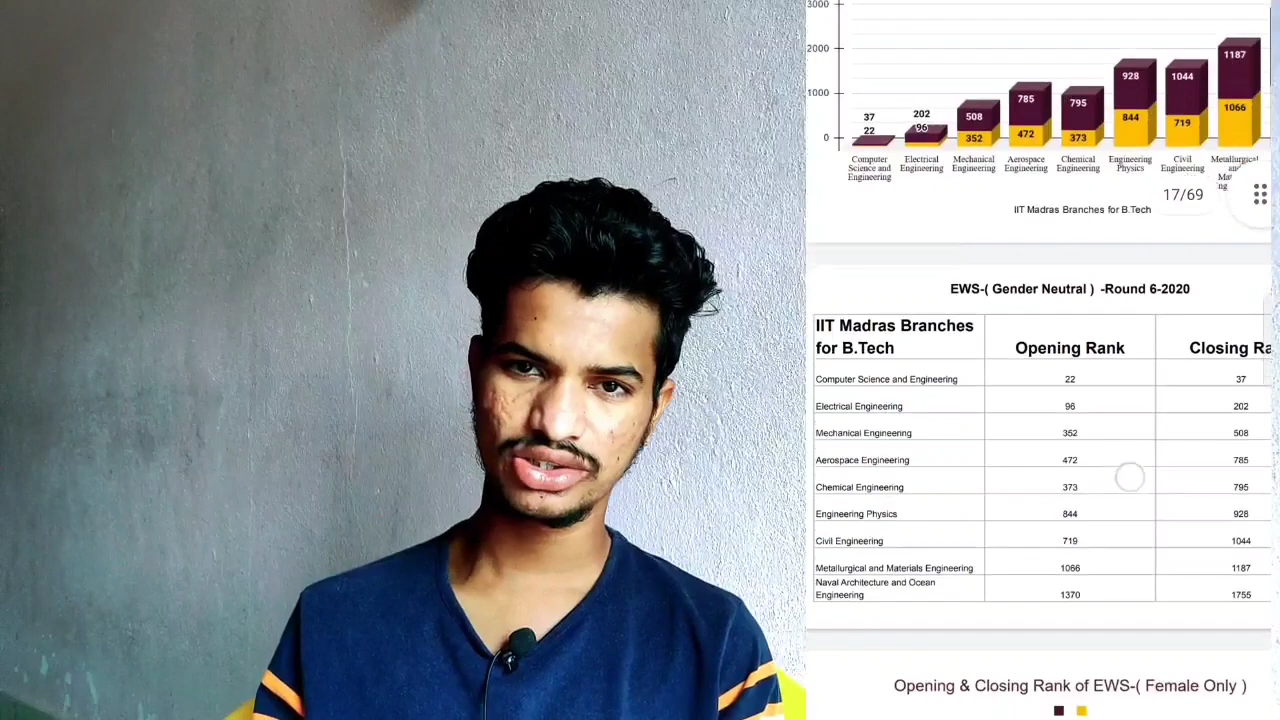 3000
2000
1000
0
37
22
202
96
508
352
785
472
795
373
928
844
1044
719
1187
1066
Computer
Science and
Engineering
Electrical
Engineering
Mechanical
Engineering
Aerospace
Engineering
Chemical
Engineering
Engineering
Physics
Civil
Engineering
Metallurgical
and
17/69
IIT Madras Branches for B.Tech
EWS-( Gender Neutral ) -Round 6-2020
IIT Madras Branches
for B.Tech
Opening Rank
Closing Ra
Computer Science and Engineering 22 37
Electrical Engineering 96 202
Mechanical Engineering 352 508
Aerospace Engineering 472 785
Chemical Engineering 373 795
Engineering Physics 844 928
Civil Engineering 719 1044
Metallurgical and Materials Engineering 1066 1187
Naval Architecture and Ocean
Engineering 1370 1755
Opening & Closing Rank of EWS-( Female Only )